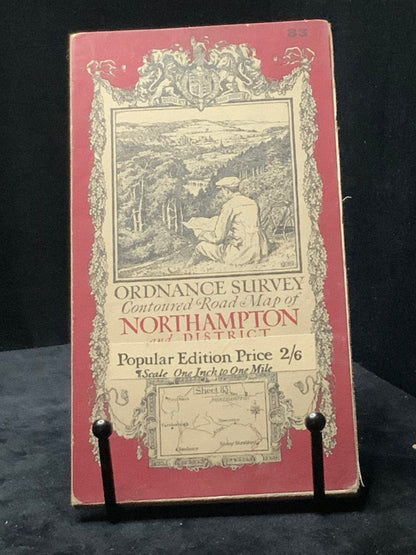 83
ORDNANCE SURVEY
Contoured Road Map of
NORTHAMPTON
and DISTRICT
Popular Edition Price 2/6
Scale One Inch to One Mile
Sheet 83